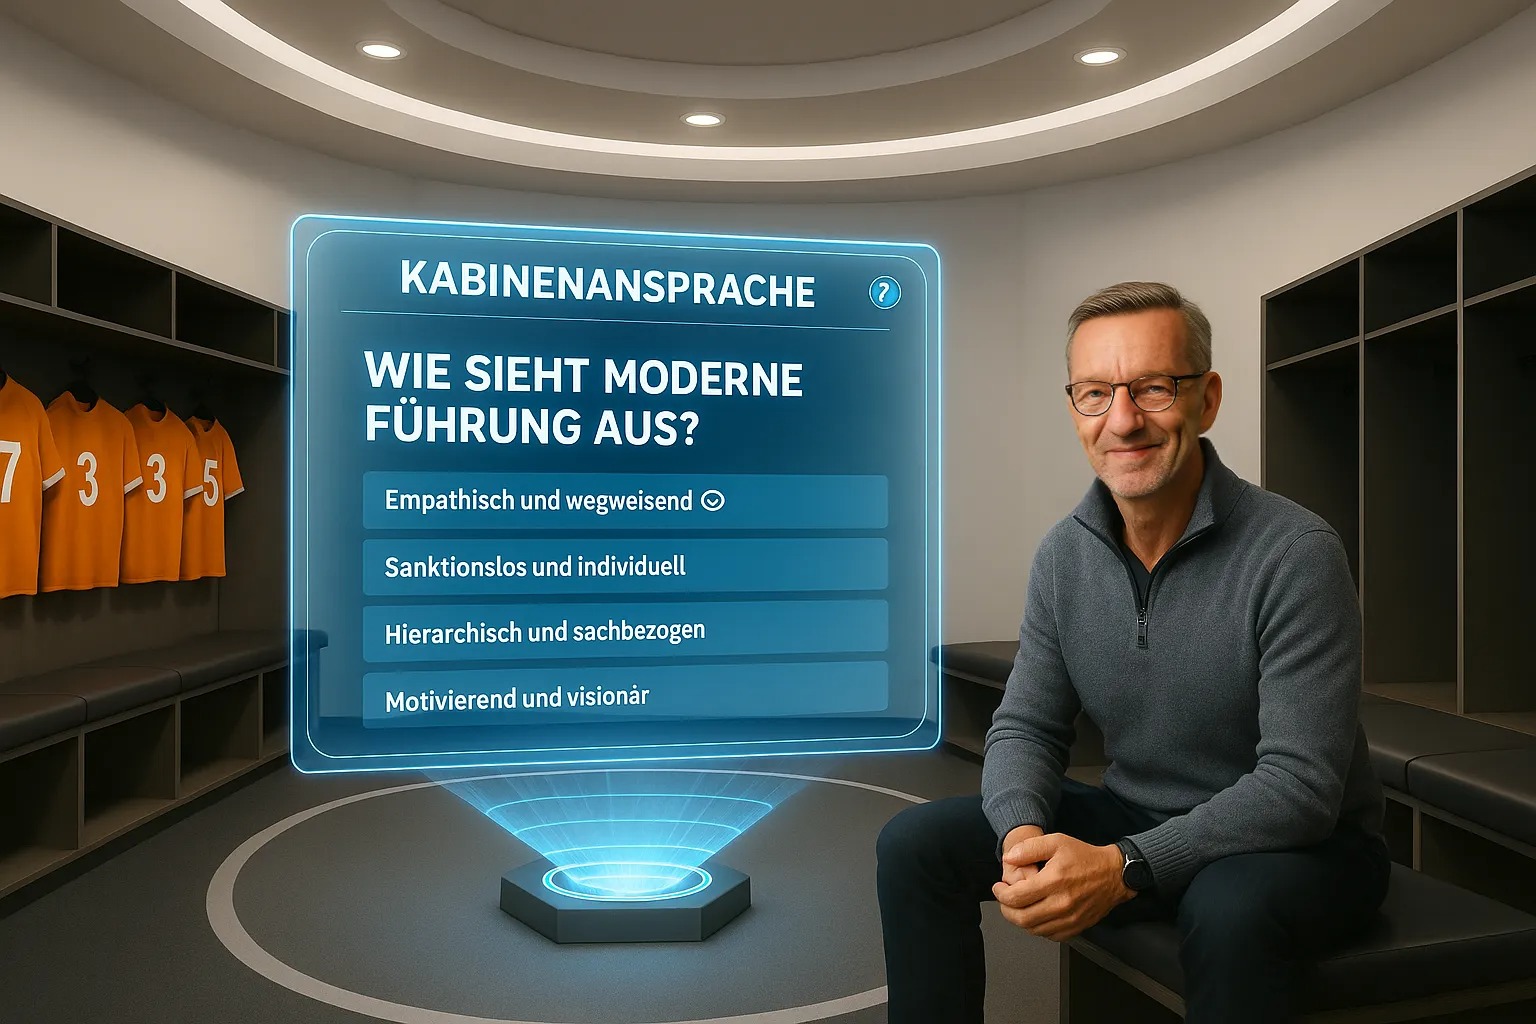 KABINENANSPRACHE
?
WIE SIEHT MODERNE
FÜHRUNG AUS?
Empathisch und wegweisend
Sanktionslos und individuell
Hierarchisch und sachbezogen
Motivierend und visionär
7
3
3
5